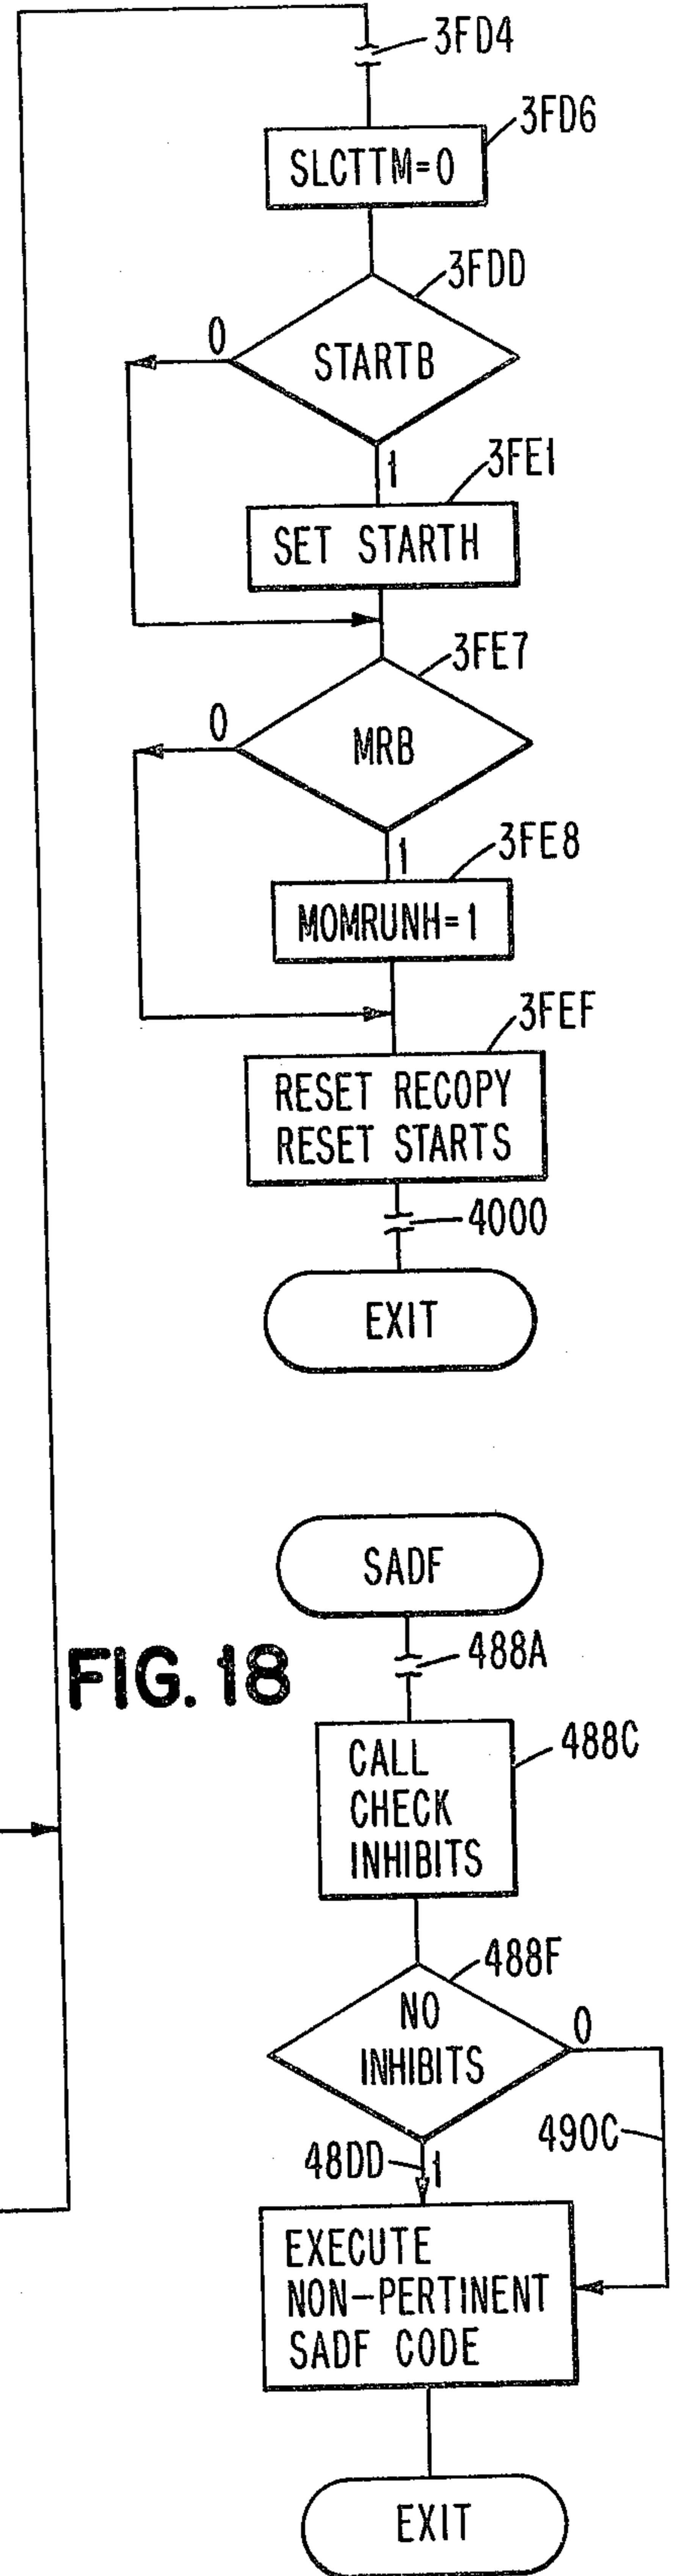 3FD4
3FD6
SLCTTM=0
3FDD
0
STARTB
1
3FE1
SET STARTH
3FE7
0
MRB
1
3FE8
MOMRUNH=1
3FEF
RESET RECOPY
RESET STARTS
4000
EXIT
SADF
488A
FIG. 18
488C
CALL
CHECK
INHIBITS
488F
NO
INHIBITS
0
490C
48DD
1
EXECUTE
NON-PERTINENT
SADF CODE
EXIT